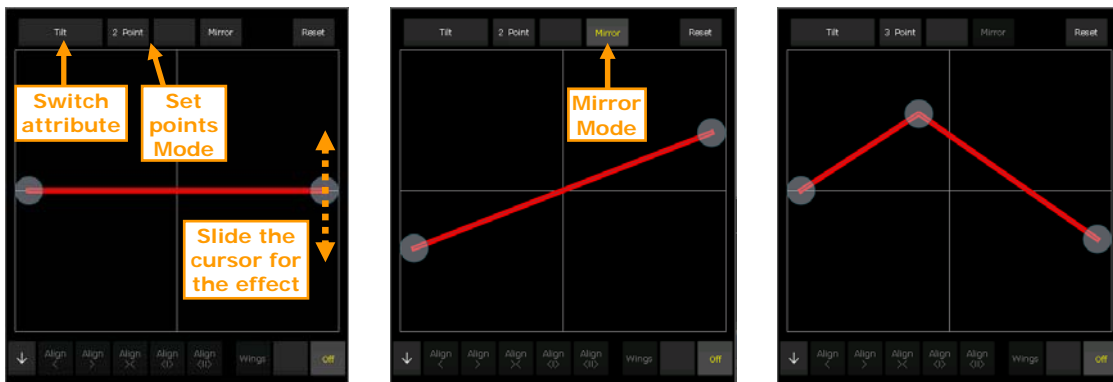 Tilt 2 Point Mirror Reset
Switch
attribute
Set
points
Mode
Slide the
cursor for
the effect
Align < Align > Align >< Align <|> Align <||> Wings Off
Tilt 2 Point Mirror Reset
Mirror
Mode
Align < Align > Align >< Align <|> Align <||> Wings Off
Tilt 3 Point Mirror Reset
Align < Align > Align >< Align <|> Align <||> Wings Off